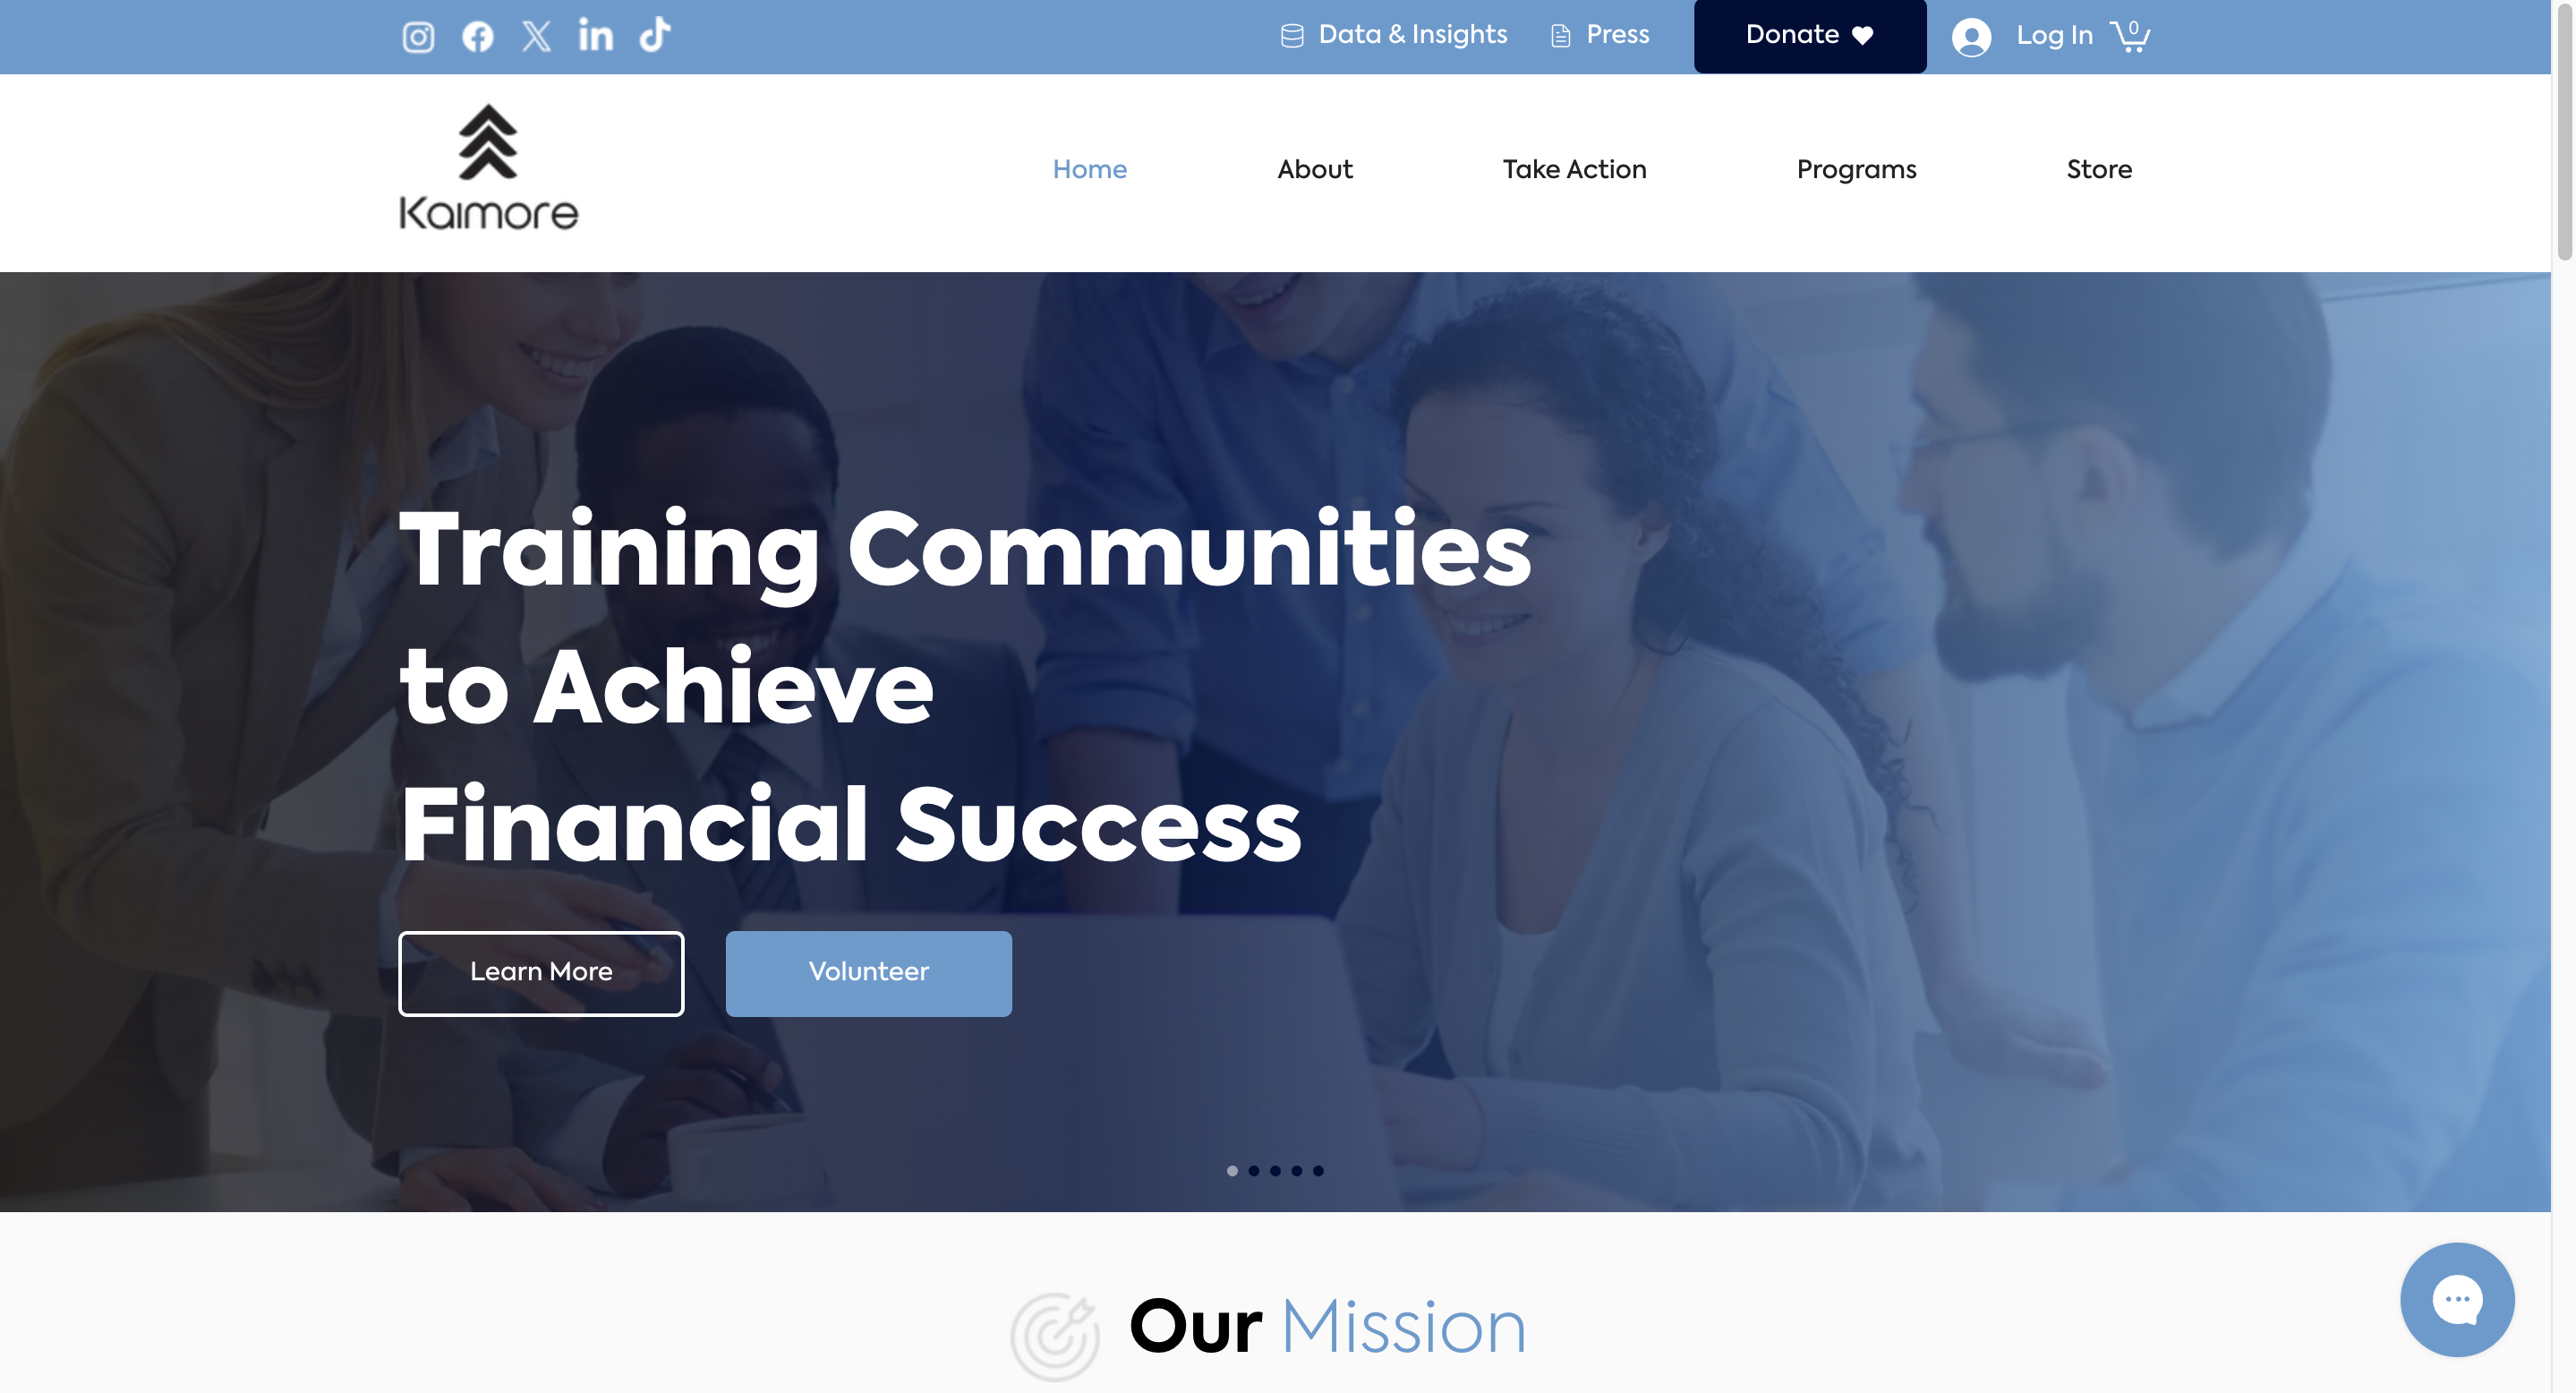 Data & Insights
Press
Donate
Log In
0
Kaimore
Home
About
Take Action
Programs
Store
Training Communities
to Achieve
Financial Success
Learn More
Volunteer
Our Mission